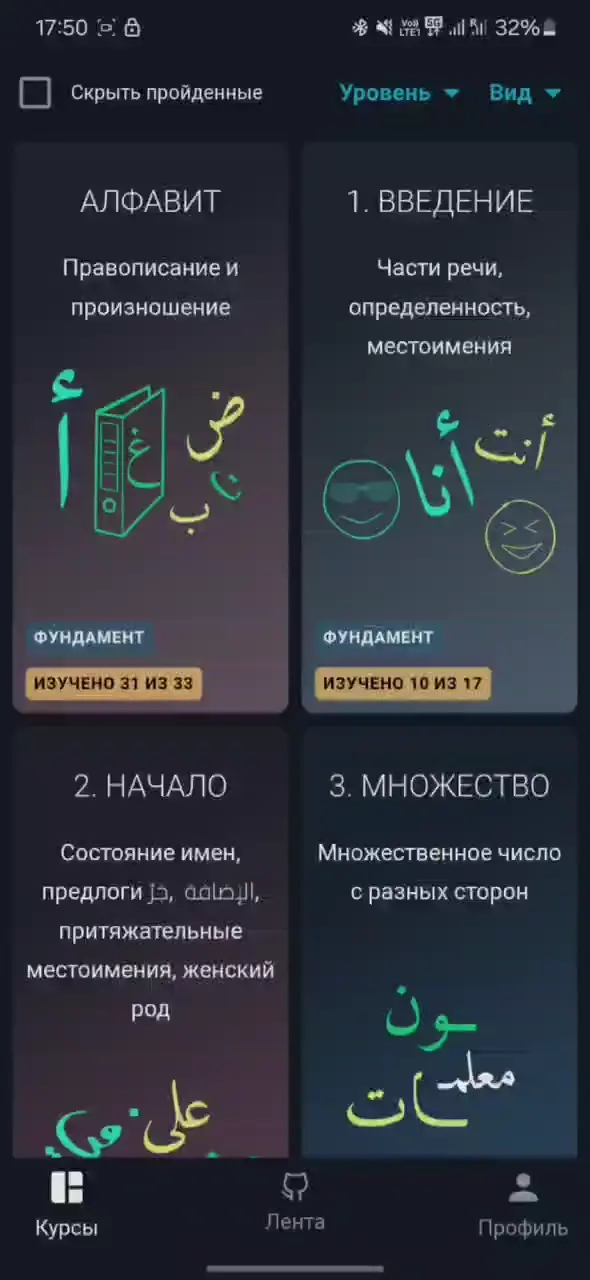 17:50 32%
Скрыть пройденные Уровень Вид
АЛФАВИТ
Правописание и
произношение
أ
غ
ض
ب
ن
ФУНДАМЕНТ
ИЗУЧЕНО 31 ИЗ 33
1. ВВЕДЕНИЕ
Части речи,
определенность,
местоимения
أنا
أنت
ФУНДАМЕНТ
ИЗУЧЕНО 10 ИЗ 17
2. НАЧАЛО
Состояние имен,
предлоги جرّ, الإضافة,
притяжательные
местоимения, женский
род
على
3. МНОЖЕСТВО
Множественное число
с разных сторон
ـون
معلمـ
ـات
Курсы Лента Профиль